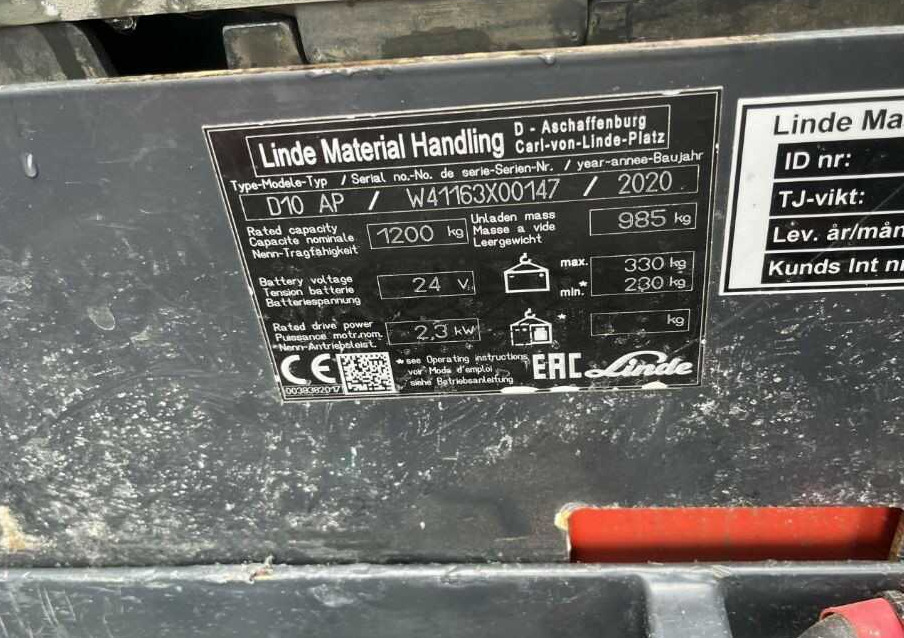 Linde Material Handling
D - Aschaffenburg
Carl-von-Linde-Platz
Type-Modele-Typ / Serial no.-No. de serie-Serien-Nr. / year-annee-Baujahr
D10 AP / W41163X00147 / 2020
Rated capacity
Capacite nominale
Nenn-Tragfähigkeit
1200 kg
Unladen mass
Masse a vide
Leergewicht
985 kg
Battery voltage
Tension batterie
Batteriespannung
24 V
max. 330 kg
min.* 230 kg
Rated drive power
Puissance motr.nom.
*Nenn-Antriebsleist.
2,3 kW
*
kg
CE
0039382017
*see Operating instructions
voir Mode d'emploi
siehe Betriebsanleitung
EAC
Linde
Linde Ma
ID nr:
TJ-vikt:
Lev. år/mån
Kunds Int n